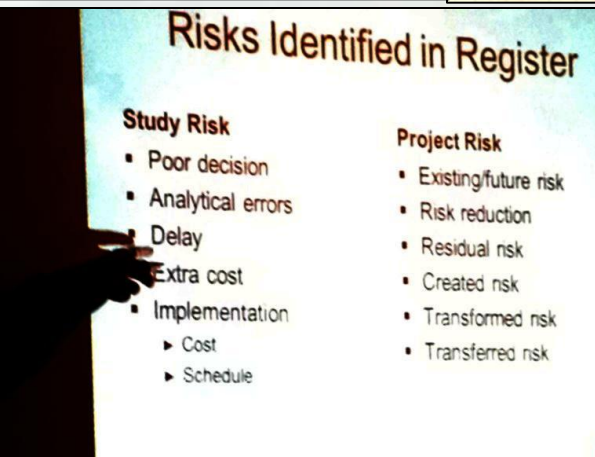 Risks Identified in Register
Study Risk
Poor decision
Analytical errors
Delay
Extra cost
Implementation
Cost
Schedule
Project Risk
Existing/future risk
Risk reduction
Residual risk
Created risk
Transformed risk
Transferred risk